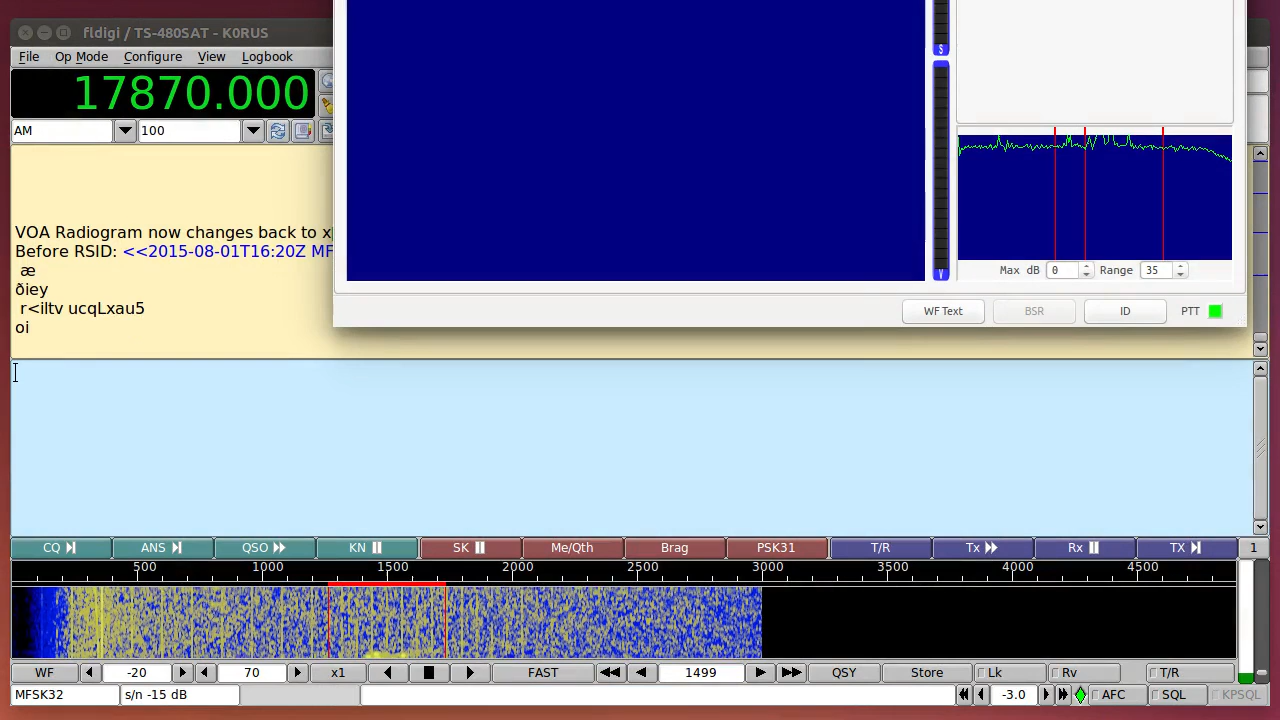 fldigi / TS-480SAT - K0RUS
File Op Mode Configure View Logbook
17870.000
AM 100
VOA Radiogram now changes back to
Before RSID: <<2015-08-01T16:20Z
æ
ðiey
r<iltv ucqLxau5
oi
S
V
Max dB 0 Range 35
WF Text BSR ID PTT
CQ ANS QSO KN SK Me/Qth Brag PSK31 T/R Tx Rx TX 1
500 1000 1500 2000 2500 3000 3500 4000 4500
WF -20 70 x1 FAST 1499 QSY Store Lk Rv T/R
MFSK32 s/n -15 dB -3.0 AFC SQL KPSQL